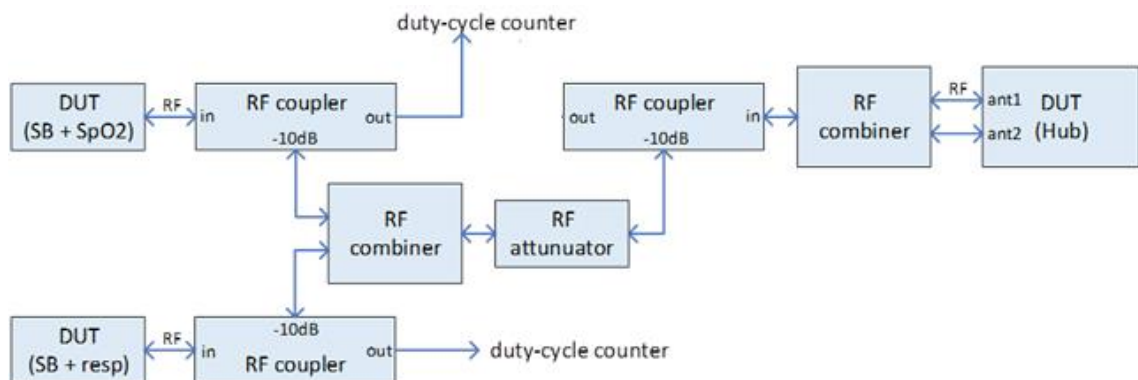 duty-cycle counter
DUT
(SB + SpO2)
RF
in
RF coupler
out
-10dB
out
RF coupler
in
-10dB
RF
combiner
RF
ant1
ant2
DUT
(Hub)
RF
combiner
RF
attunuator
DUT
(SB + resp)
RF
in
-10dB
RF coupler
out
duty-cycle counter